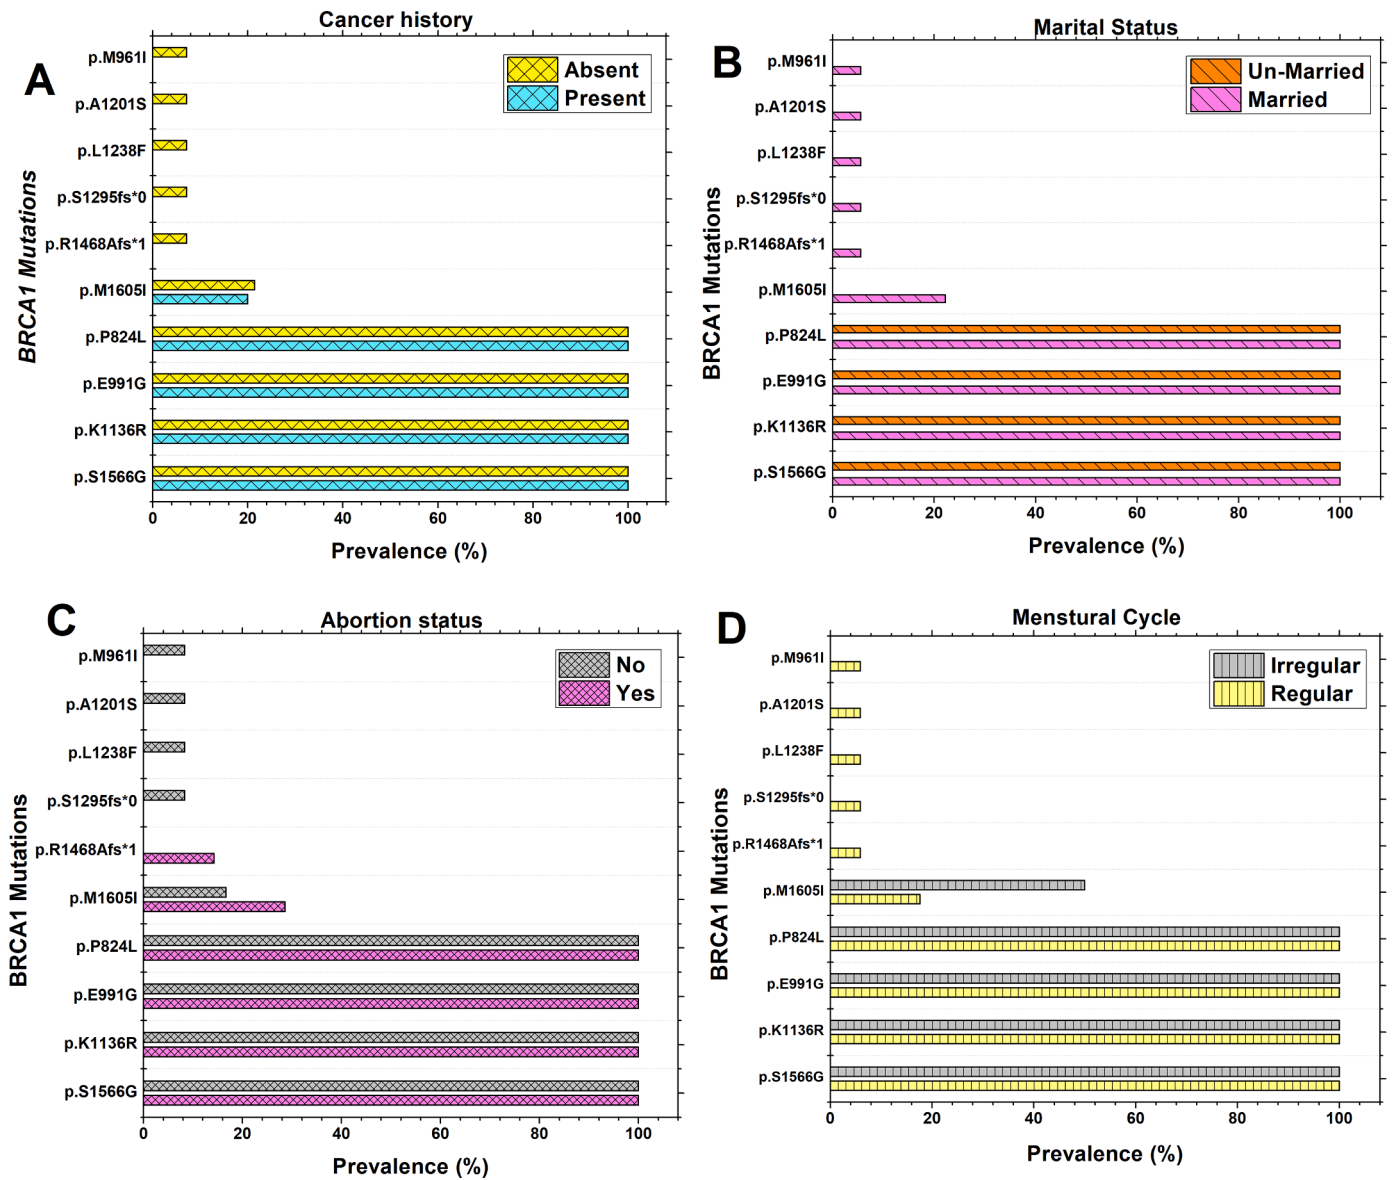 A
Cancer history
Absent
Present
BRCA1 Mutations
p.M961I
p.A1201S
p.L1238F
p.S1295fs*0
p.R1468Afs*1
p.M1605I
p.P824L
p.E991G
p.K1136R
p.S1566G
0 20 40 60 80 100
Prevalence (%)
B
Marital Status
Un-Married
Married
BRCA1 Mutations
p.M961I
p.A1201S
p.L1238F
p.S1295fs*0
p.R1468Afs*1
p.M1605I
p.P824L
p.E991G
p.K1136R
p.S1566G
0 20 40 60 80 100
Prevalence (%)
C
Abortion status
No
Yes
BRCA1 Mutations
p.M961I
p.A1201S
p.L1238F
p.S1295fs*0
p.R1468Afs*1
p.M1605I
p.P824L
p.E991G
p.K1136R
p.S1566G
0 20 40 60 80 100
Prevalence (%)
D
Menstural Cycle
Irregular
Regular
BRCA1 Mutations
p.M961I
p.A1201S
p.L1238F
p.S1295fs*0
p.R1468Afs*1
p.M1605I
p.P824L
p.E991G
p.K1136R
p.S1566G
0 20 40 60 80 100
Prevalence (%)